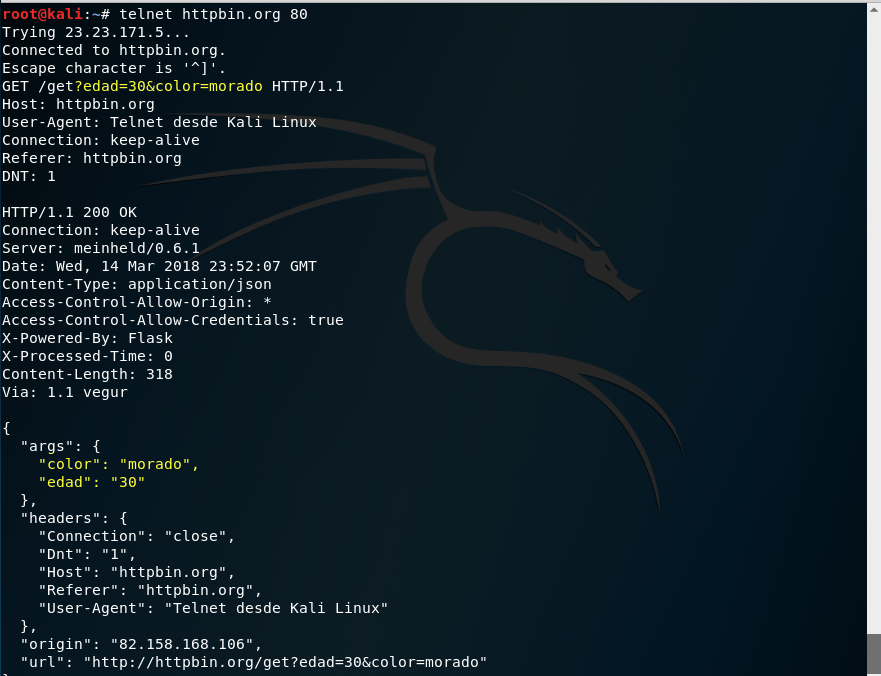 root@kali:~# telnet httpbin.org 80
Trying 23.23.171.5...
Connected to httpbin.org.
Escape character is '^]'.
GET /get?edad=30&color=morado HTTP/1.1
Host: httpbin.org
User-Agent: Telnet desde Kali Linux
Connection: keep-alive
Referer: httpbin.org
DNT: 1

HTTP/1.1 200 OK
Connection: keep-alive
Server: meinheld/0.6.1
Date: Wed, 14 Mar 2018 23:52:07 GMT
Content-Type: application/json
Access-Control-Allow-Origin: *
Access-Control-Allow-Credentials: true
X-Powered-By: Flask
X-Processed-Time: 0
Content-Length: 318
Via: 1.1 vegur

{
  "args": {
    "color": "morado",
    "edad": "30"
  },
  "headers": {
    "Connection": "close",
    "Dnt": "1",
    "Host": "httpbin.org",
    "Referer": "httpbin.org",
    "User-Agent": "Telnet desde Kali Linux"
  },
  "origin": "82.158.168.106",
  "url": "http://httpbin.org/get?edad=30&color=morado"
}